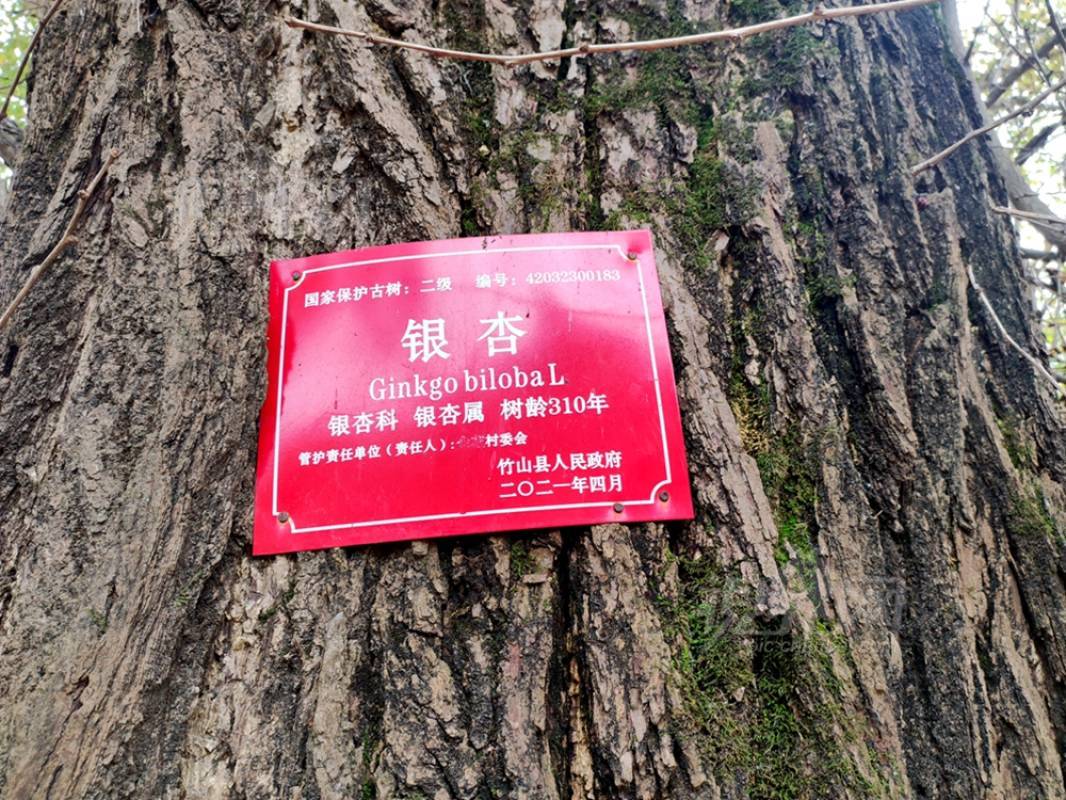 国家保护古树：二级 编号：42032300183
银杏
Ginkgo biloba L
银杏科 银杏属 树龄310年
管护责任单位（责任人）：村委会
竹山县人民政府
二〇二一年四月